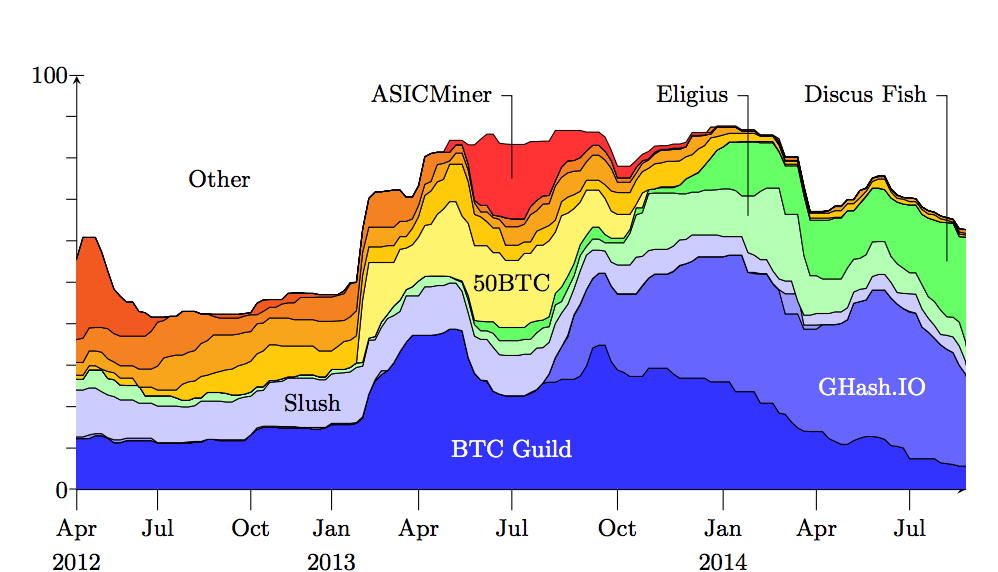 100
ASICMiner
Eligius
Discus Fish
Other
50BTC
Slush
GHash.IO
BTC Guild
0
Apr Jul Oct Jan Apr Jul Oct Jan Apr Jul
2012 2013 2014